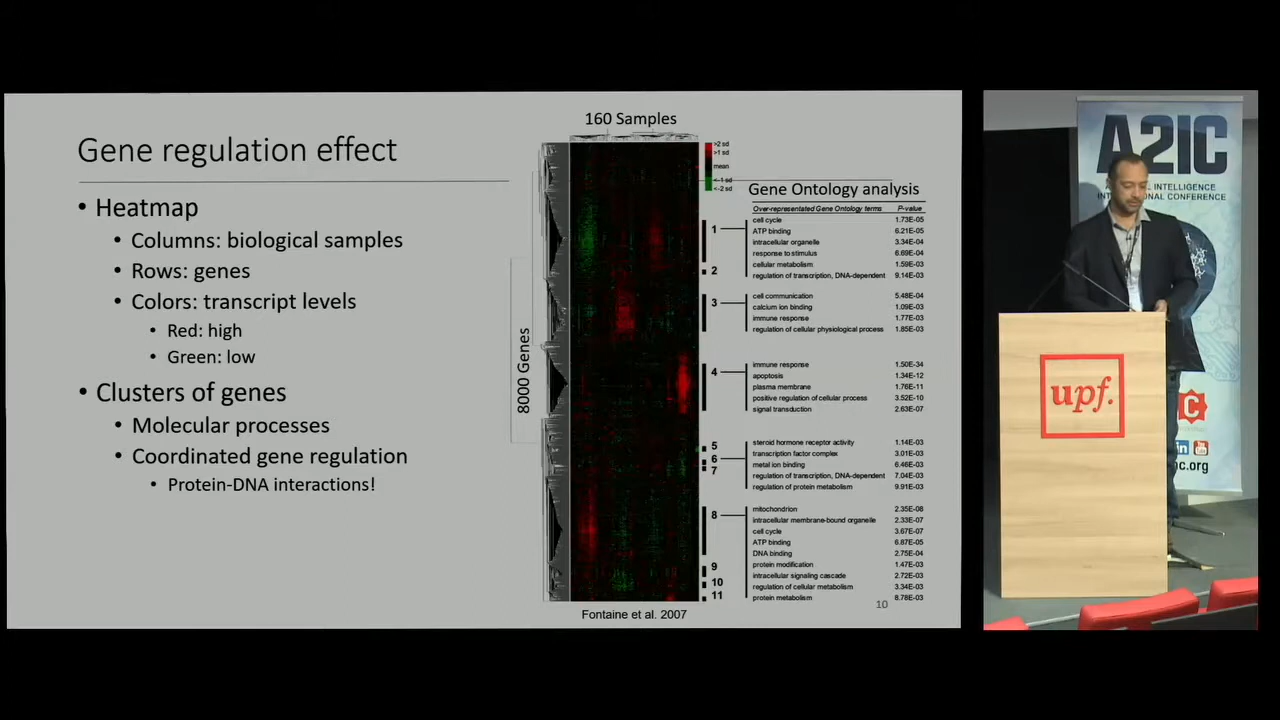 Gene regulation effect
• Heatmap
• Columns: biological samples
• Rows: genes
• Colors: transcript levels
• Red: high
• Green: low
• Clusters of genes
• Molecular processes
• Coordinated gene regulation
• Protein-DNA interactions!
160 Samples
8000 Genes
>2 sd
>1 sd
mean
<-1 sd
<-2 sd
Gene Ontology analysis
Over-represented Gene Ontology terms P-value
1
cell cycle 1.73E-05
ATP binding 6.21E-05
intracellular organelle 3.34E-04
response to stimulus 6.69E-04
cellular metabolism 1.59E-03
2
regulation of transcription, DNA-dependent 9.14E-03
3
cell communication 5.48E-04
calcium ion binding 1.09E-03
immune response 1.77E-03
regulation of cellular physiological process 1.85E-03
4
immune response 1.50E-34
apoptosis 1.34E-12
plasma membrane 1.76E-11
positive regulation of cellular process 3.52E-10
signal transduction 2.63E-07
5
6
7
steroid hormone receptor activity 1.14E-03
transcription factor complex 3.01E-03
metal ion binding 6.46E-03
regulation of transcription, DNA-dependent 7.04E-03
regulation of protein metabolism 9.91E-03
8
mitochondrion 2.35E-08
intracellular membrane-bound organelle 2.33E-07
cell cycle 3.67E-07
ATP binding 6.87E-05
DNA binding 2.75E-04
9
protein modification 1.47E-03
intracellular signaling cascade 2.72E-03
10
regulation of cellular metabolism 3.34E-03
11
protein metabolism 8.78E-03
10
Fontaine et al. 2007
A2IC
INTELLIGENCE
CONFERENCE
upf.
C
in
You